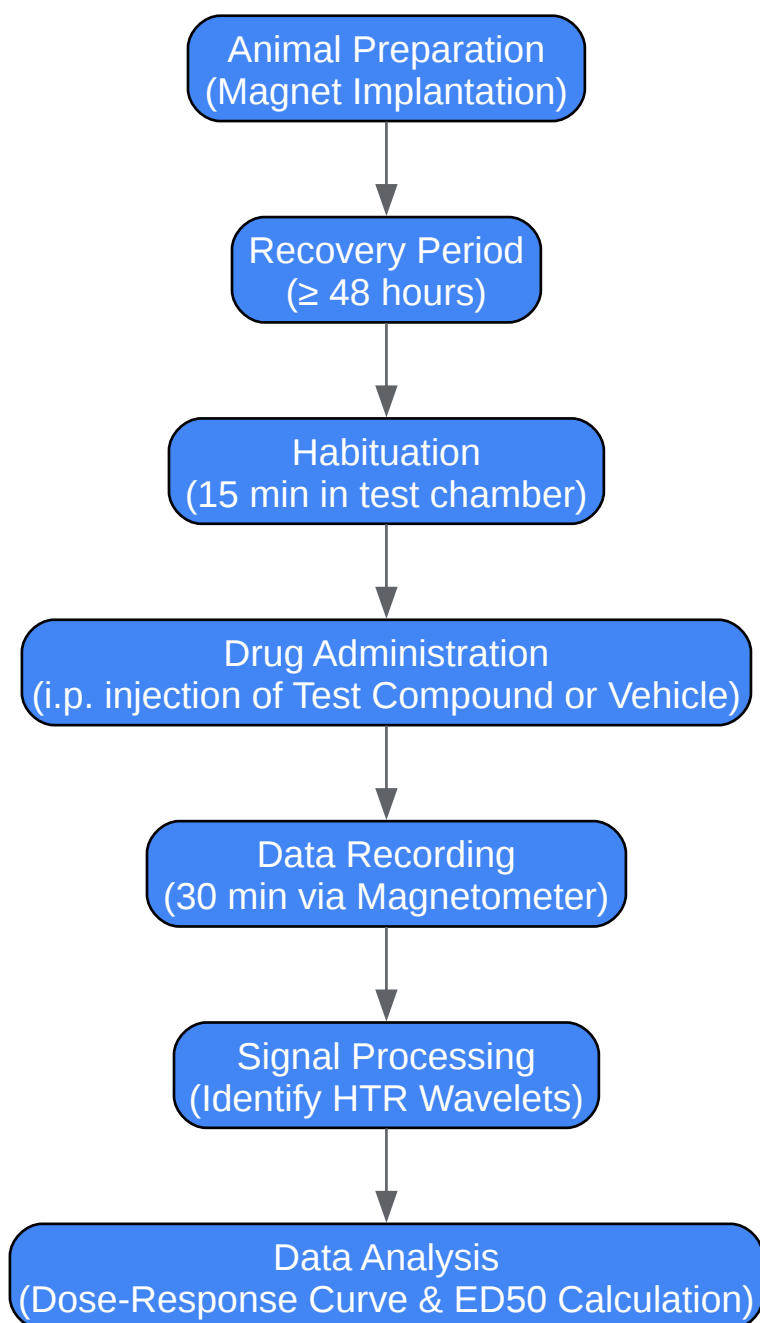 Animal Preparation
(Magnet Implantation)
Recovery Period
(≥ 48 hours)
Habituation
(15 min in test chamber)
Drug Administration
(i.p. injection of Test Compound or Vehicle)
Data Recording
(30 min via Magnetometer)
Signal Processing
(Identify HTR Wavelets)
Data Analysis
(Dose-Response Curve & ED50 Calculation)